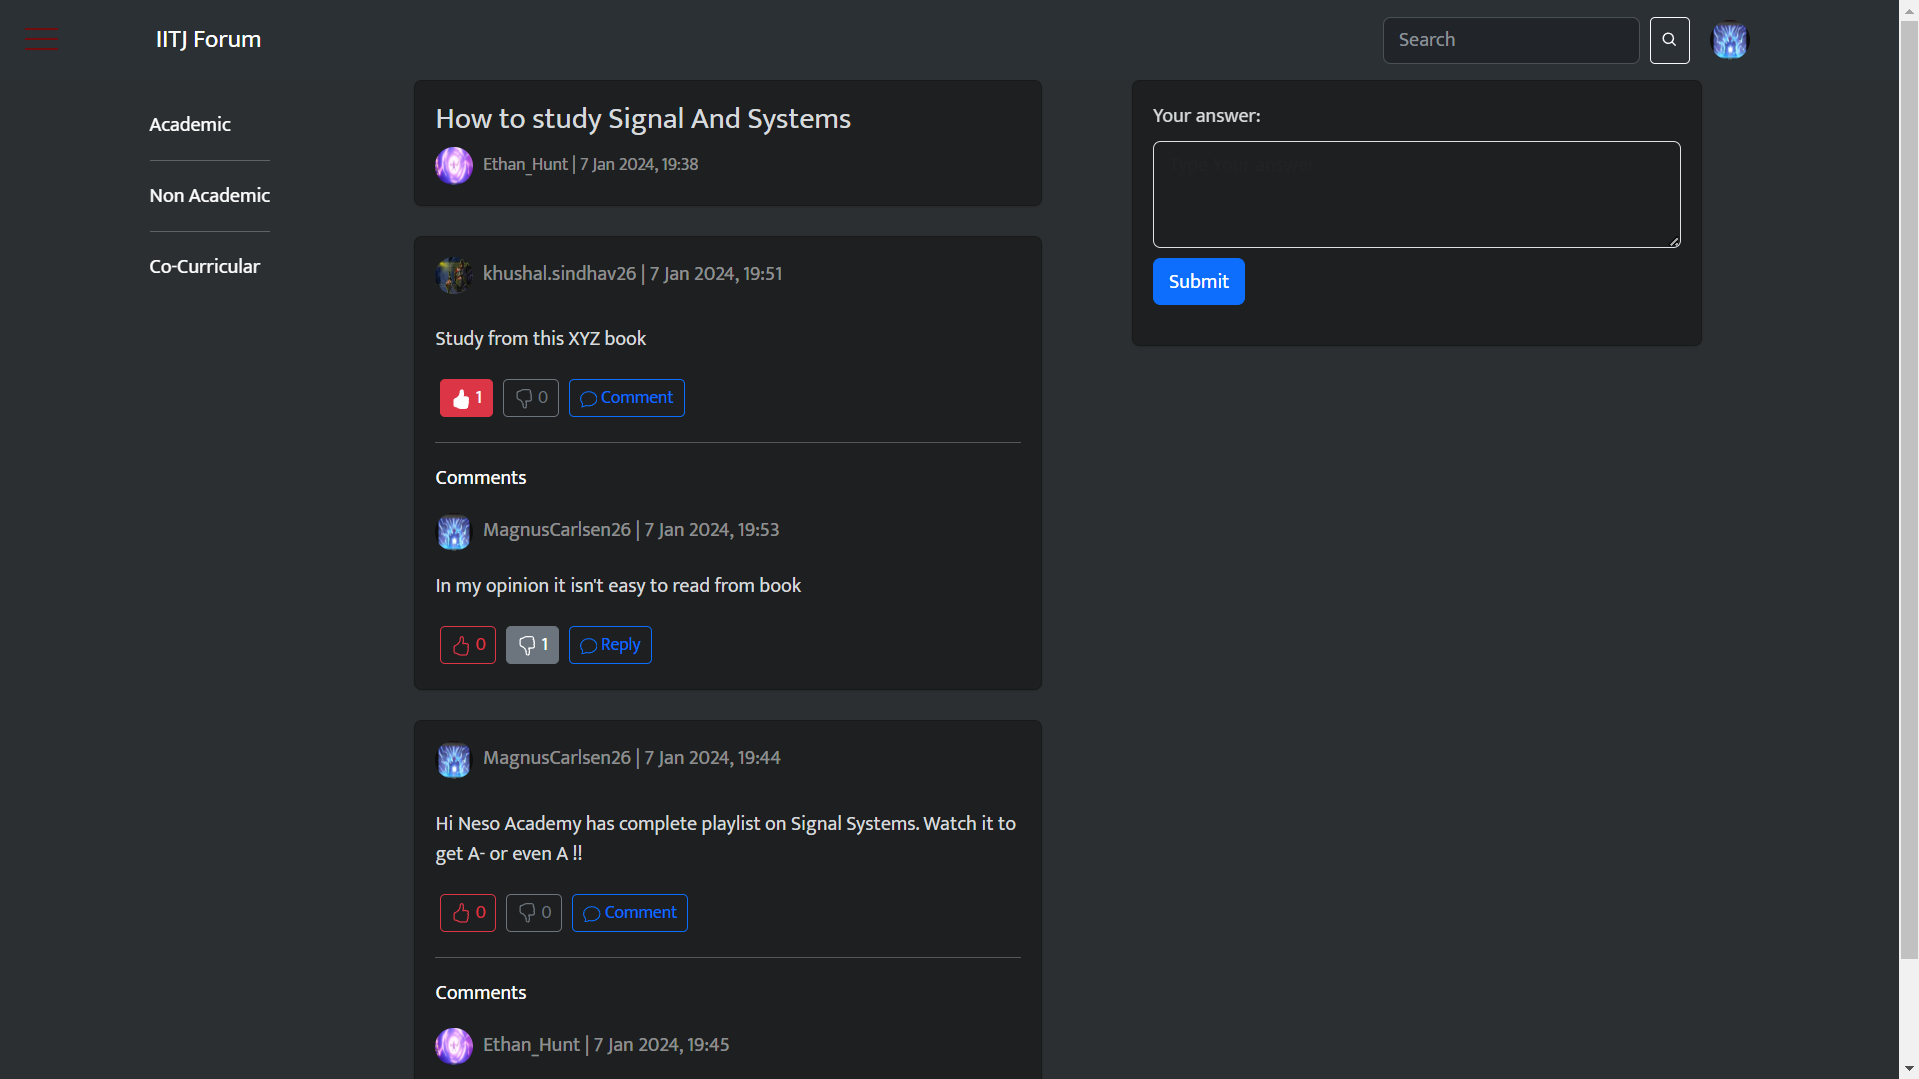 IITJ Forum
Search
Academic
Non Academic
Co-Curricular
How to study Signal And Systems
Ethan_Hunt | 7 Jan 2024, 19:38
khushal.sindhav26 | 7 Jan 2024, 19:51
Study from this XYZ book
1 0 Comment
Comments
MagnusCarlsen26 | 7 Jan 2024, 19:53
In my opinion it isn't easy to read from book
0 1 Reply
MagnusCarlsen26 | 7 Jan 2024, 19:44
Hi Neso Academy has complete playlist on Signal Systems. Watch it to
get A- or even A !!
0 0 Comment
Comments
Ethan_Hunt | 7 Jan 2024, 19:45
Your answer:
Submit